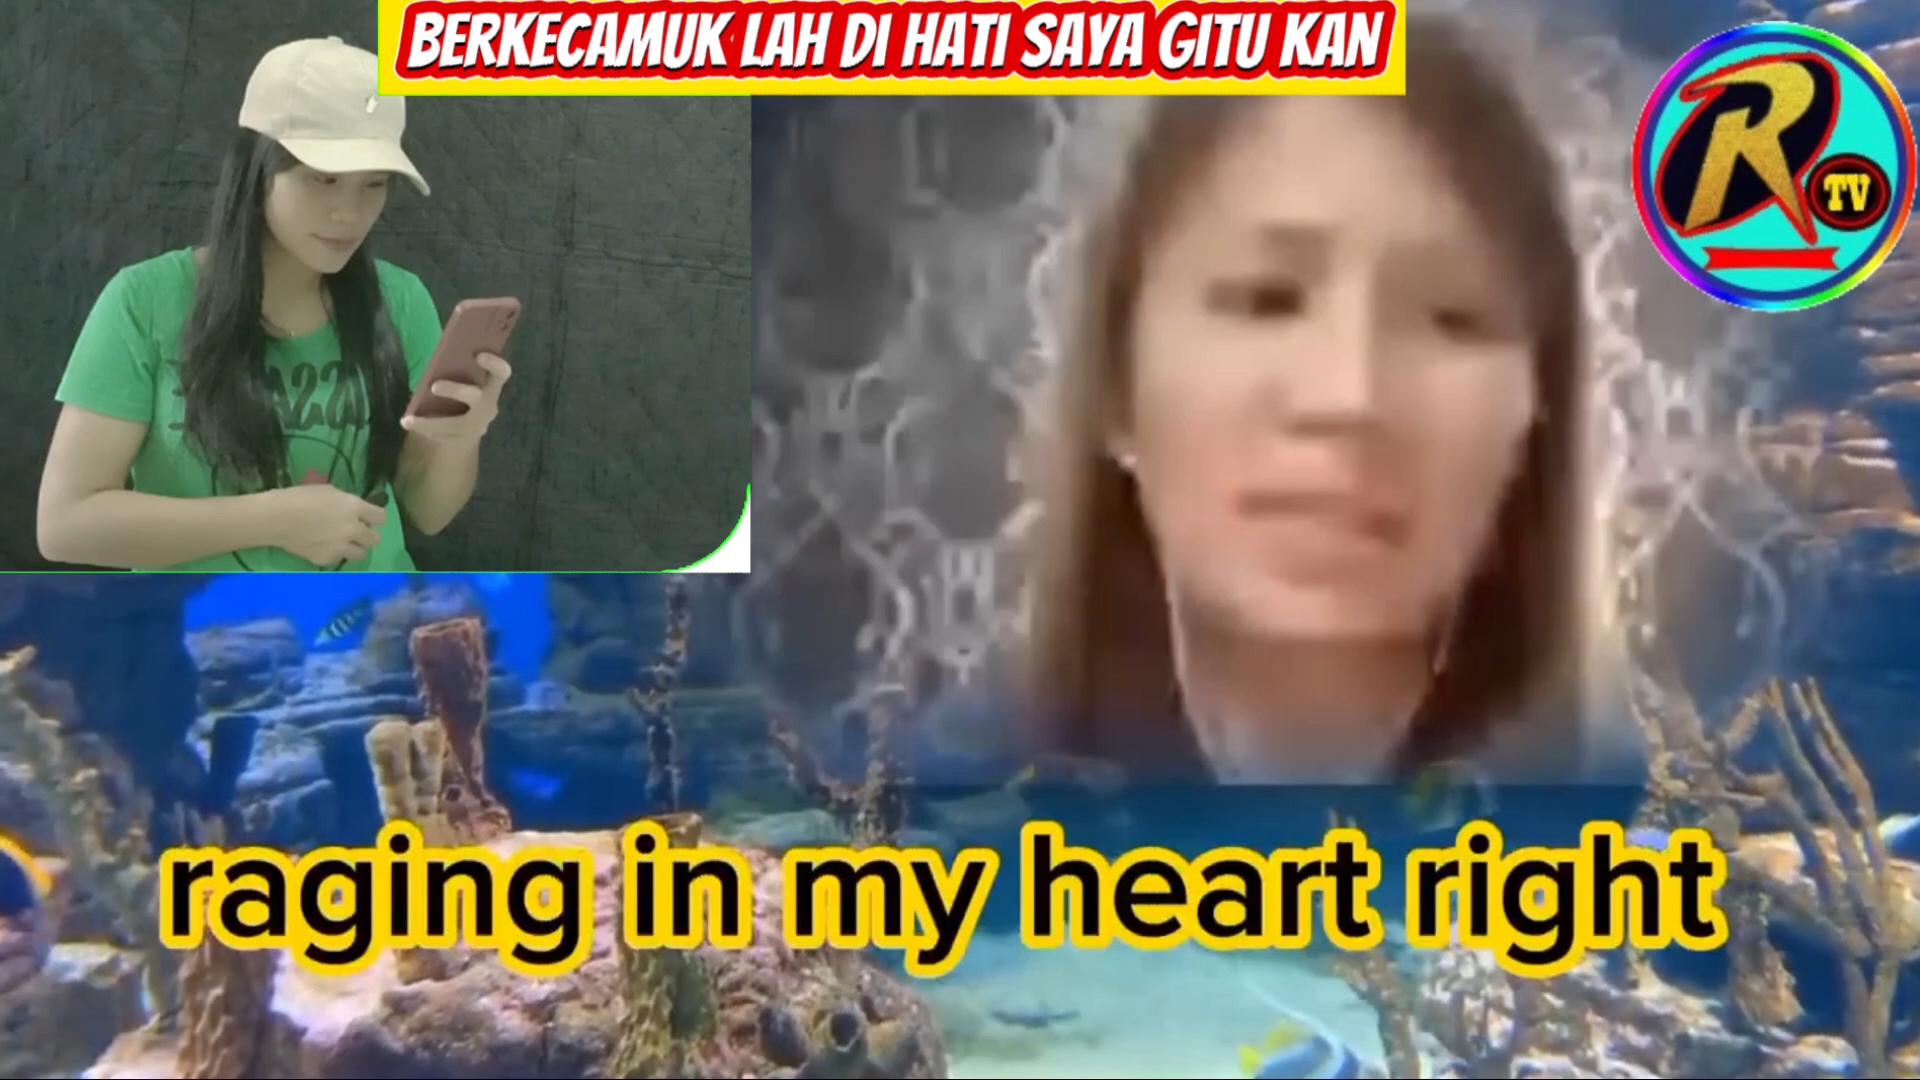 BERKECAMUK LAH DI HATI SAYA GITU KAN
R
TV
raging in my heart right